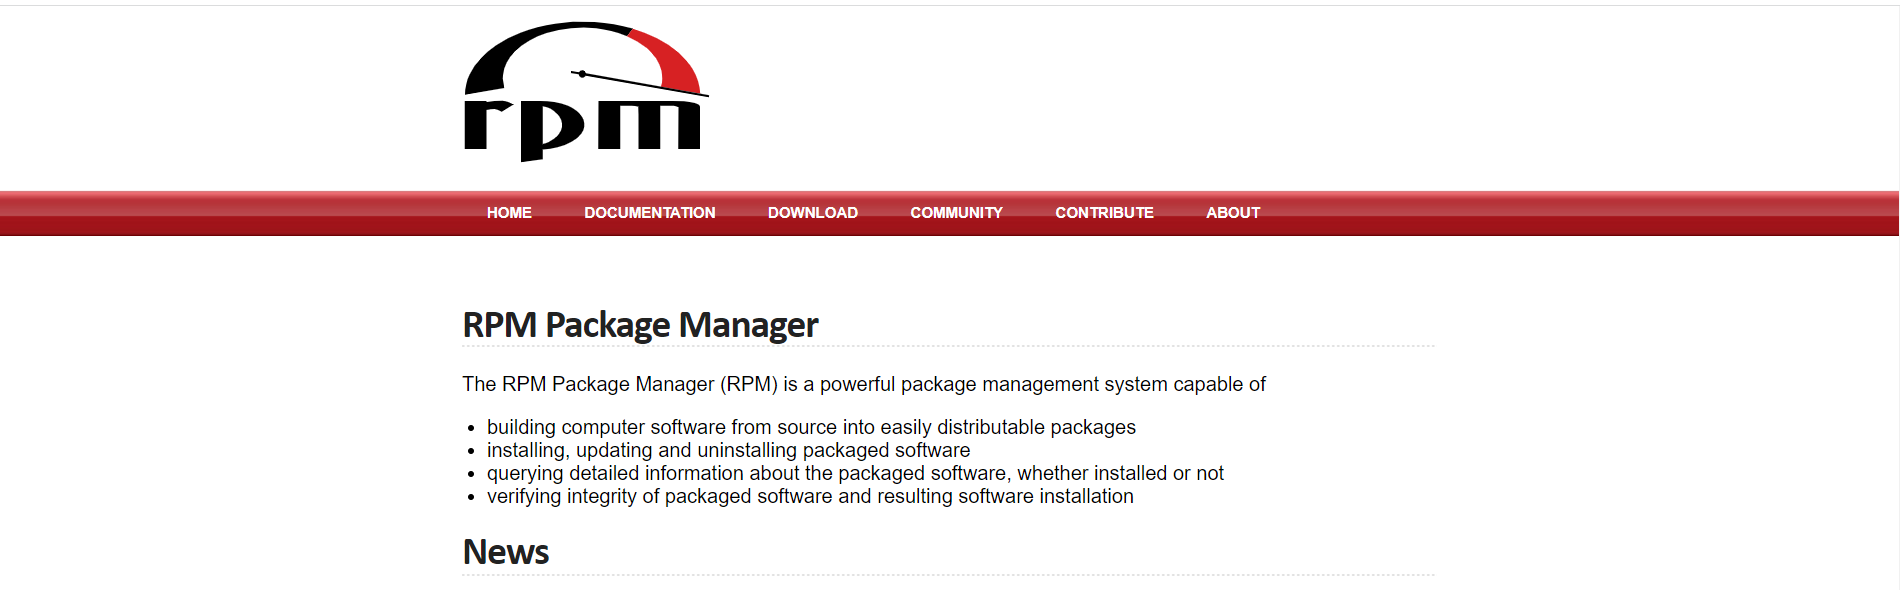 rpm
HOME DOCUMENTATION DOWNLOAD COMMUNITY CONTRIBUTE ABOUT
RPM Package Manager
The RPM Package Manager (RPM) is a powerful package management system capable of
• building computer software from source into easily distributable packages
• installing, updating and uninstalling packaged software
• querying detailed information about the packaged software, whether installed or not
• verifying integrity of packaged software and resulting software installation
News